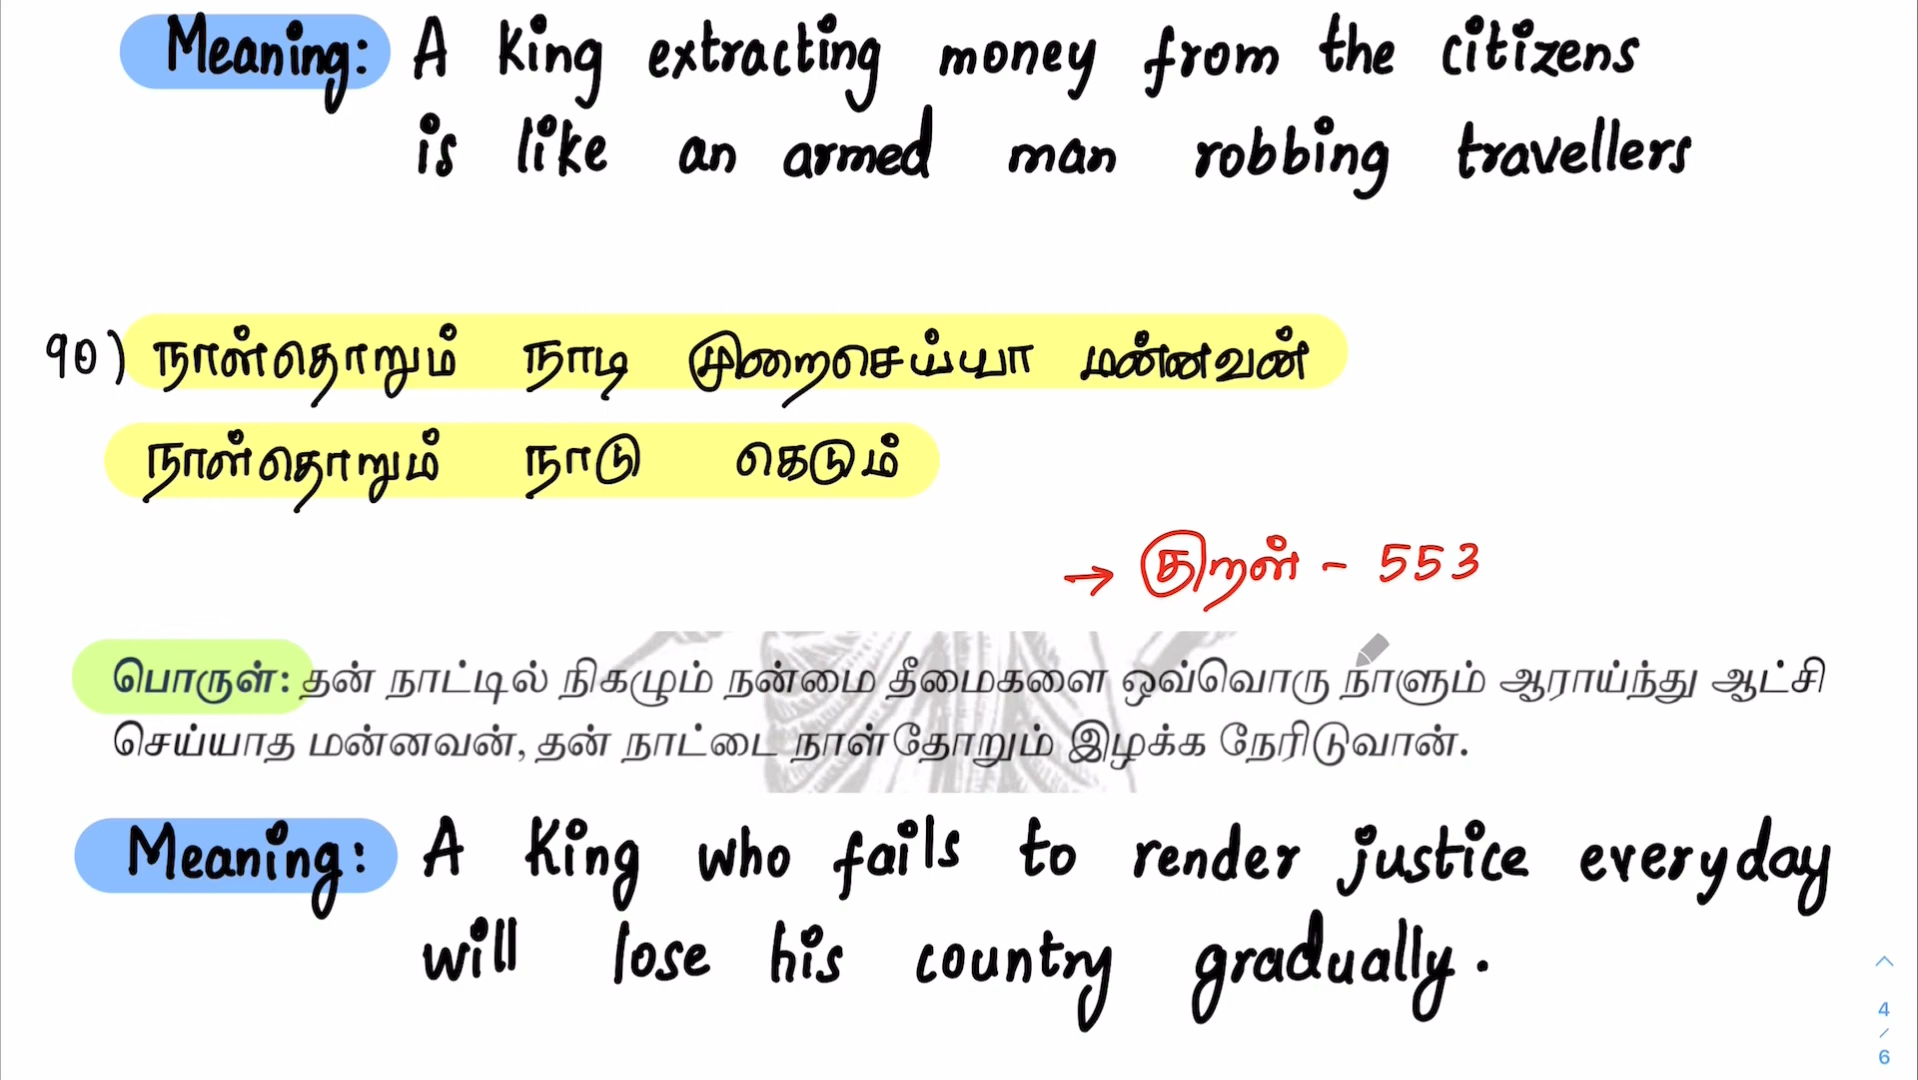 Meaning: A King extracting money from the citizens
is like an armed man robbing travellers
90) நாள்தொறும் நாடி முறைசெய்யா மன்னவன்
நாள்தொறும் நாடு கெடும்
→ குறள் - 553
பொருள்: தன் நாட்டில் நிகழும் நன்மை தீமைகளை ஒவ்வொரு நாளும் ஆராய்ந்து ஆட்சி
செய்யாத மன்னவன், தன் நாட்டை நாள் தோறும் இழக்க நேரிடுவான்.
Meaning: A King who fails to render justice everyday
will lose his country gradually.
4
/
6